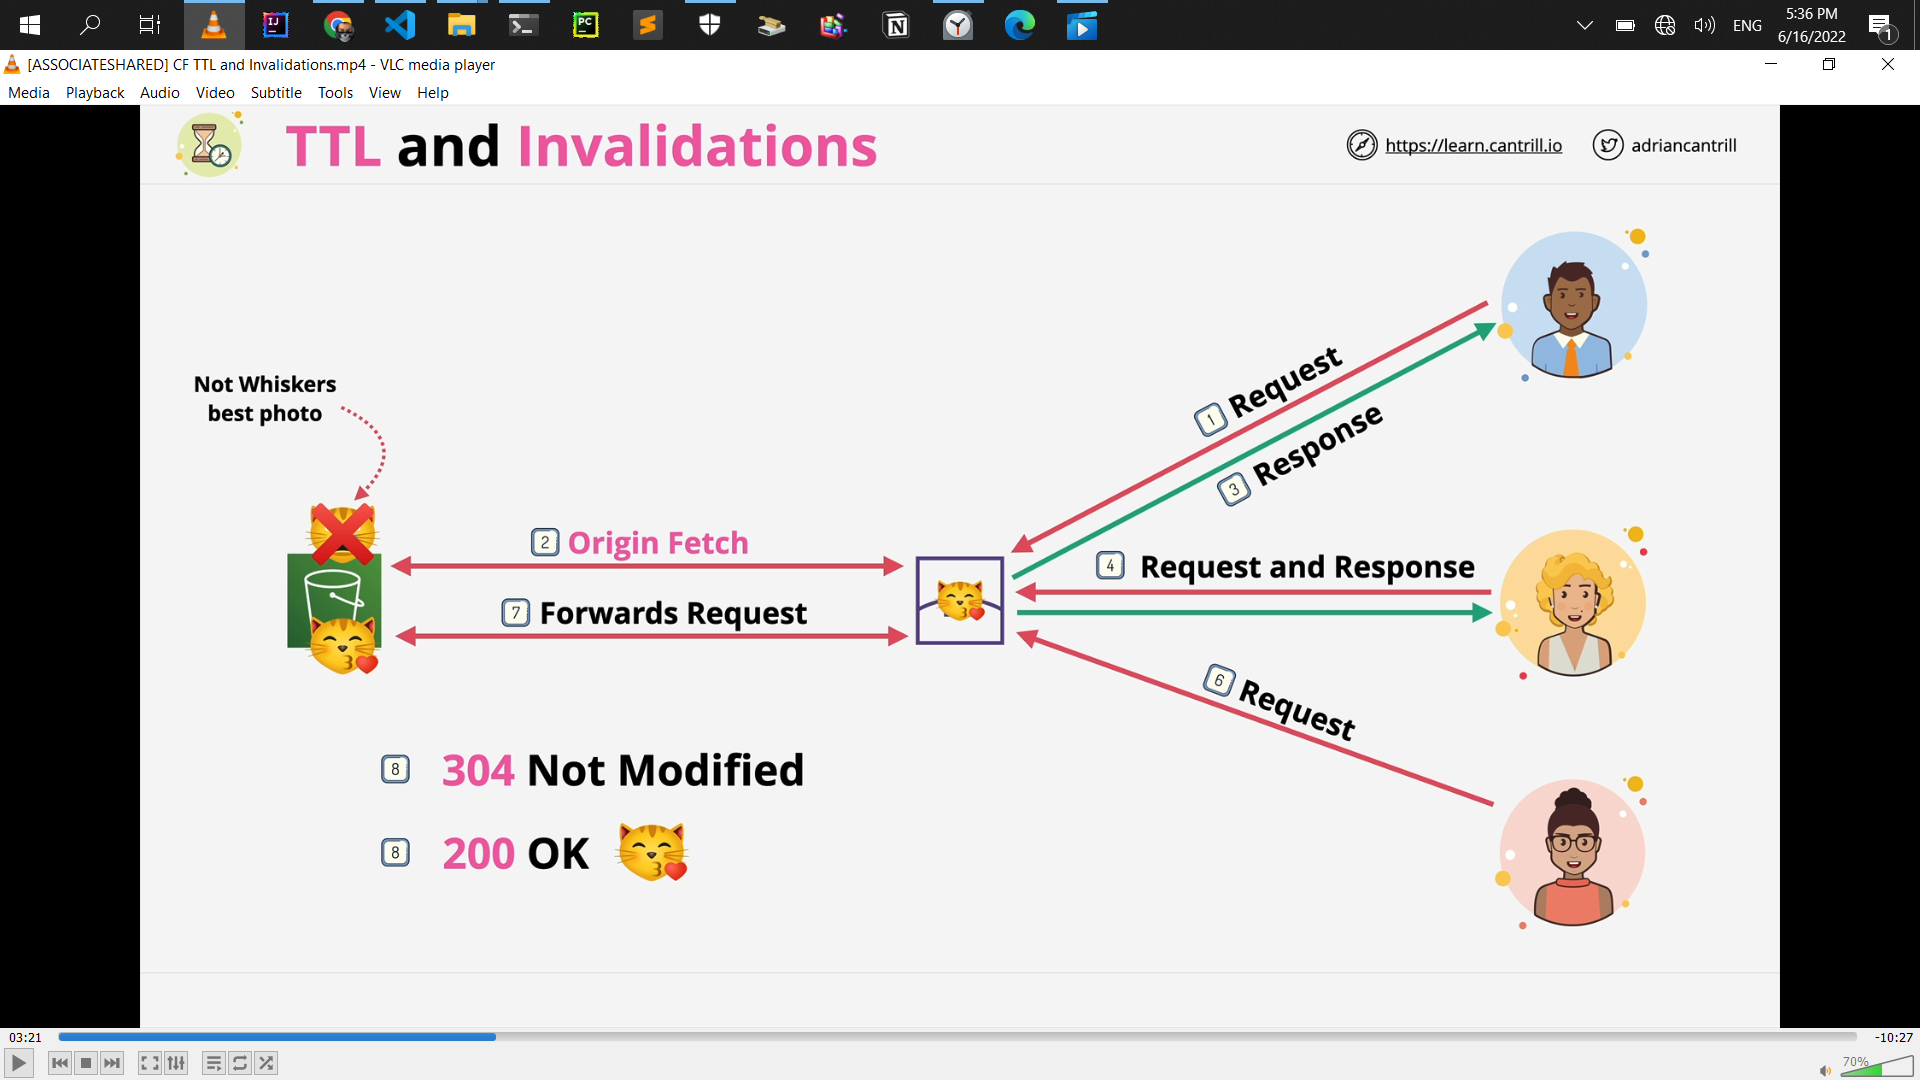 5:36 PM
ENG
6/16/2022
1
[ASSOCIATESHARED] CF TTL and Invalidations.mp4 - VLC media player
Media Playback Audio Video Subtitle Tools View Help
TTL and Invalidations
https://learn.cantrill.io
adriancantrill
Not Whiskers
best photo
1 Request
3 Response
2 Origin Fetch
4 Request and Response
7 Forwards Request
6 Request
8 304 Not Modified
8 200 OK
03:21
-10:27
70%